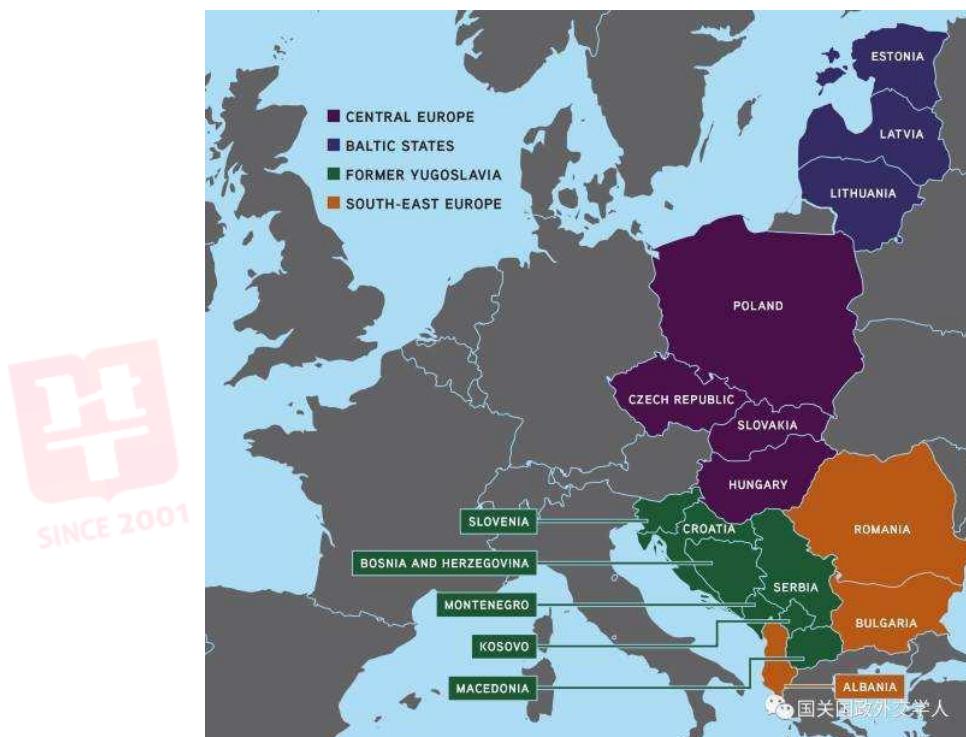 CENTRAL EUROPE
BALTIC STATES
FORMER YUGOSLAVIA
SOUTH-EAST EUROPE
ESTONIA
LATVIA
LITHUANIA
POLAND
CZECH REPUBLIC
SLOVAKIA
HUNGARY
SLOVENIA
CROATIA
ROMANIA
BOSNIA AND HERZEGOVINA
SERBIA
MONTENEGRO
BULGARIA
KOSOVO
MACEDONIA
ALBANIA
国关国政外交学人
SINCE 2001